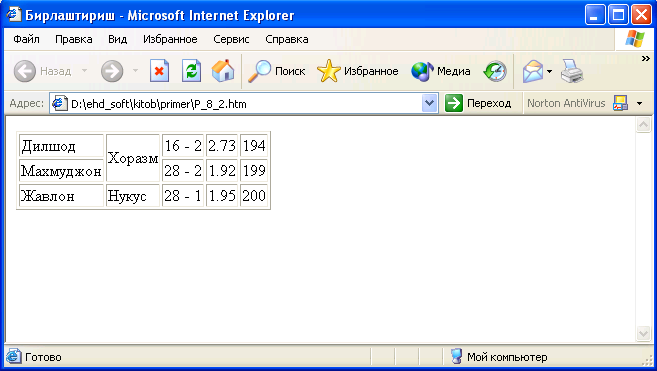 Бирлаштириш - Microsoft Internet Explorer
Файл Правка Вид Избранное Сервис Справка
Назад Поиск Избранное Медиа
Адрес: D:\ehd_soft\kitob\primer\P_8_2.htm Переход Norton AntiVirus
Дилшод Хоразм 16 - 2 2.73 194
Махмуджон 28 - 2 1.92 199
Жавлон Нукус 28 - 1 1.95 200
Готово Мой компьютер